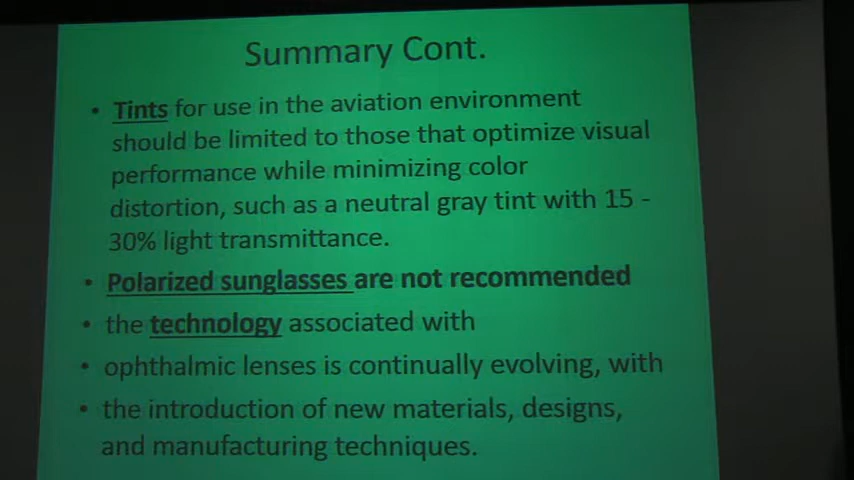 Summary Cont.
• Tints for use in the aviation environment
should be limited to those that optimize visual
performance while minimizing color
distortion, such as a neutral gray tint with 15 -
30% light transmittance.
• Polarized sunglasses are not recommended
• the technology associated with
• ophthalmic lenses is continually evolving, with
• the introduction of new materials, designs,
and manufacturing techniques.